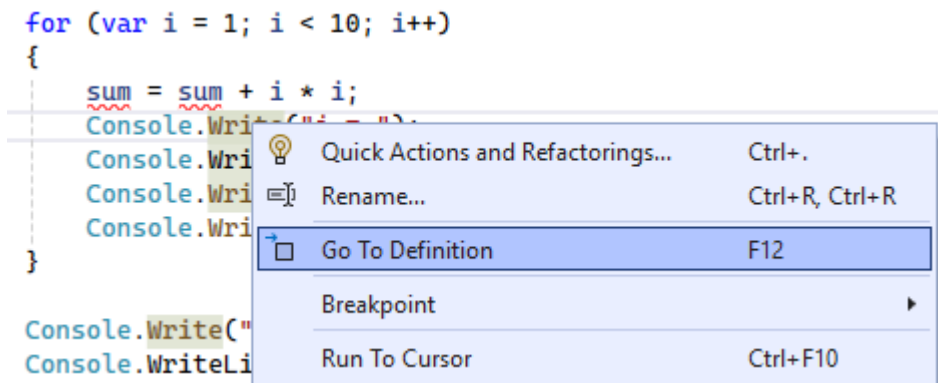 for (var i = 1; i < 10; i++)
{
sum = sum + i * i;
Console.Write("i = ");
Console.Wri
Console.Wri
Console.Wri
}
Console.Write("
Console.WriteLi
Quick Actions and Refactorings... Ctrl+.
Rename... Ctrl+R, Ctrl+R
Go To Definition F12
Breakpoint
Run To Cursor Ctrl+F10